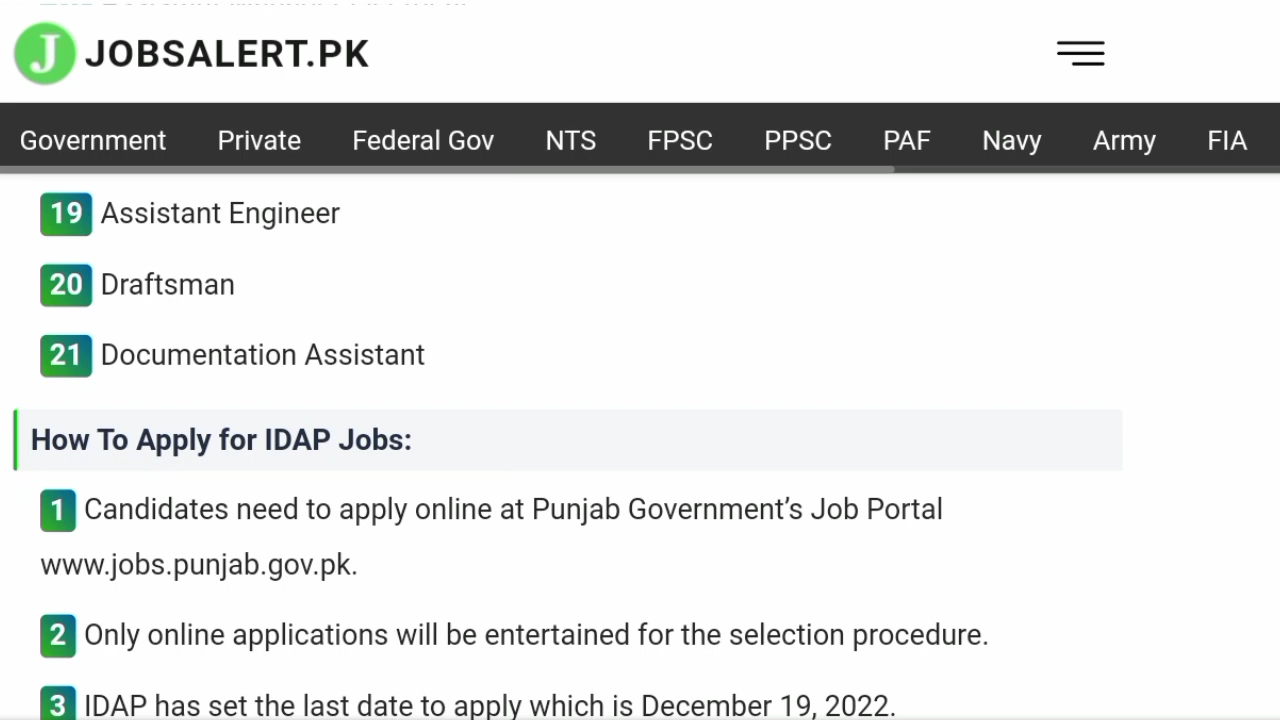 JOBSALERT.PK
Government Private Federal Gov NTS FPSC PPSC PAF Navy Army FIA
19 Assistant Engineer
20 Draftsman
21 Documentation Assistant
How To Apply for IDAP Jobs:
1 Candidates need to apply online at Punjab Government’s Job Portal
www.jobs.punjab.gov.pk.
2 Only online applications will be entertained for the selection procedure.
3 IDAP has set the last date to apply which is December 19, 2022.